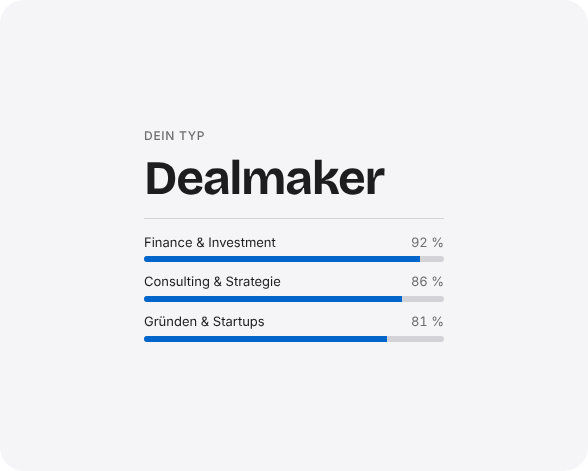 DEIN TYP
Dealmaker
Finance & Investment 92 %
Consulting & Strategie 86 %
Gründen & Startups 81 %